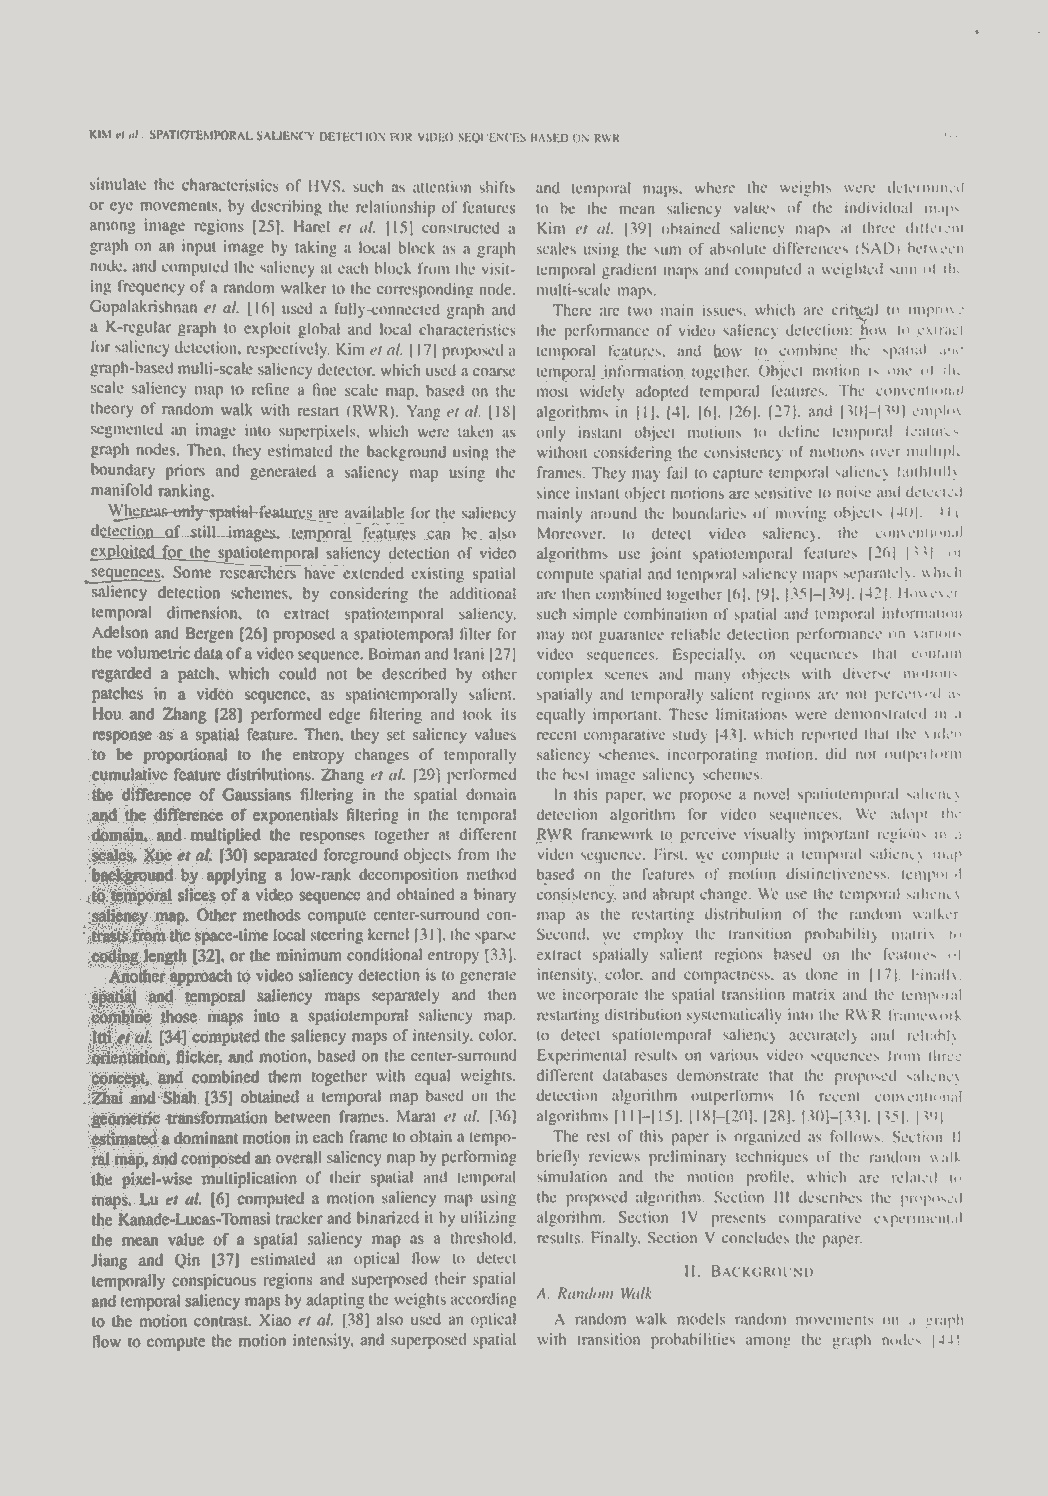 KIM et al.: SPATIOTEMPORAL SALIENCY DETECTION FOR VIDEO SEQUENCES BASED ON RWR
simulate the characteristics of HVS, such as attention shifts
or eye movements, by describing the relationship of features
among image regions [25]. Harel et al. [15] constructed a
graph on an input image by taking a local block as a graph
node, and computed the saliency at each block from the visit-
ing frequency of a random walker to the corresponding node.
Gopalakrishnan et al. [16] used a fully-connected graph and
a K-regular graph to exploit global and local characteristics
for saliency detection, respectively. Kim et al. [17] proposed a
graph-based multi-scale saliency detector, which used a coarse
scale saliency map to refine a fine scale map, based on the
theory of random walk with restart (RWR). Yang et al. [18]
segmented an image into superpixels, which were taken as
graph nodes. Then, they estimated the background using the
boundary priors and generated a saliency map using the
manifold ranking.
Whereas only spatial features are available for the saliency
detection of still images, temporal features can be also
exploited for the spatiotemporal saliency detection of video
sequences. Some researchers have extended existing spatial
saliency detection schemes, by considering the additional
temporal dimension, to extract spatiotemporal saliency.
Adelson and Bergen [26] proposed a spatiotemporal filter for
the volumetric data of a video sequence. Boiman and Irani [27]
regarded a patch, which could not be described by other
patches in a video sequence, as spatiotemporally salient.
Hou and Zhang [28] performed edge filtering and took its
response as a spatial feature. Then, they set saliency values
to be proportional to the entropy changes of temporally
cumulative feature distributions. Zhang et al. [29] performed
the difference of Gaussians filtering in the spatial domain
and the difference of exponentials filtering in the temporal
domain, and multiplied the responses together at different
scales. Xue et al. [30] separated foreground objects from the
background by applying a low-rank decomposition method
to temporal slices of a video sequence and obtained a binary
saliency map. Other methods compute center-surround con-
trasts from the space-time local steering kernel [31], the sparse
coding length [32], or the minimum conditional entropy [33].
Another approach to video saliency detection is to generate
spatial and temporal saliency maps separately and then
combine those maps into a spatiotemporal saliency map.
Itti et al. [34] computed the saliency maps of intensity, color,
orientation, flicker, and motion, based on the center-surround
concept, and combined them together with equal weights.
Zhai and Shah [35] obtained a temporal map based on the
geometric transformation between frames. Marat et al. [36]
estimated a dominant motion in each frame to obtain a tempo-
ral map, and composed an overall saliency map by performing
the pixel-wise multiplication of their spatial and temporal
maps. Lu et al. [6] computed a motion saliency map using
the Kanade-Lucas-Tomasi tracker and binarized it by utilizing
the mean value of a spatial saliency map as a threshold.
Jiang and Qin [37] estimated an optical flow to detect
temporally conspicuous regions and superposed their spatial
and temporal saliency maps by adapting the weights according
to the motion contrast. Xiao et al. [38] also used an optical
flow to compute the motion intensity, and superposed spatial
and temporal maps, where the weights were determined
to be the mean saliency values of the individual maps.
Kim et al. [39] obtained saliency maps at three different
scales using the sum of absolute differences (SAD) between
temporal gradient maps and computed a weighted sum of the
multi-scale maps.
There are two main issues, which are critical to improve
the performance of video saliency detection: how to extract
temporal features, and how to combine the spatial and
temporal information together. Object motion is one of the
most widely adopted temporal features. The conventional
algorithms in [1], [4], [6], [26], [27], and [30]–[39] employ
only instant object motions to define temporal features
without considering the consistency of motions over multiple
frames. They may fail to capture temporal saliency faithfully
since instant object motions are sensitive to noise and detected
mainly around the boundaries of moving objects [40], [41].
Moreover, to detect video saliency, the conventional
algorithms use joint spatiotemporal features [26]–[33] or
compute spatial and temporal saliency maps separately, which
are then combined together [6], [9], [35]–[39], [42]. However,
such simple combination of spatial and temporal information
may not guarantee reliable detection performance on various
video sequences. Especially, on sequences that contain
complex scenes and many objects with diverse motions,
spatially and temporally salient regions are not perceived as
equally important. These limitations were demonstrated in a
recent comparative study [43], which reported that the video
saliency schemes, incorporating motion, did not outperform
the best image saliency schemes.
In this paper, we propose a novel spatiotemporal saliency
detection algorithm for video sequences. We adopt the
RWR framework to perceive visually important regions in a
video sequence. First, we compute a temporal saliency map
based on the features of motion distinctiveness, temporal
consistency, and abrupt change. We use the temporal saliency
map as the restarting distribution of the random walker.
Second, we employ the transition probability matrix to
extract spatially salient regions based on the features of
intensity, color, and compactness, as done in [17]. Finally,
we incorporate the spatial transition matrix and the temporal
restarting distribution systematically into the RWR framework
to detect spatiotemporal saliency accurately and reliably.
Experimental results on various video sequences from three
different databases demonstrate that the proposed saliency
detection algorithm outperforms 16 recent conventional
algorithms [11]–[15], [18]–[20], [28], [30]–[33], [35], [39].
The rest of this paper is organized as follows. Section II
briefly reviews preliminary techniques of the random walk
simulation and the motion profile, which are related to
the proposed algorithm. Section III describes the proposed
algorithm. Section IV presents comparative experimental
results. Finally, Section V concludes the paper.
II. BACKGROUND
A. Random Walk
A random walk models random movements on a graph
with transition probabilities among the graph nodes [44].